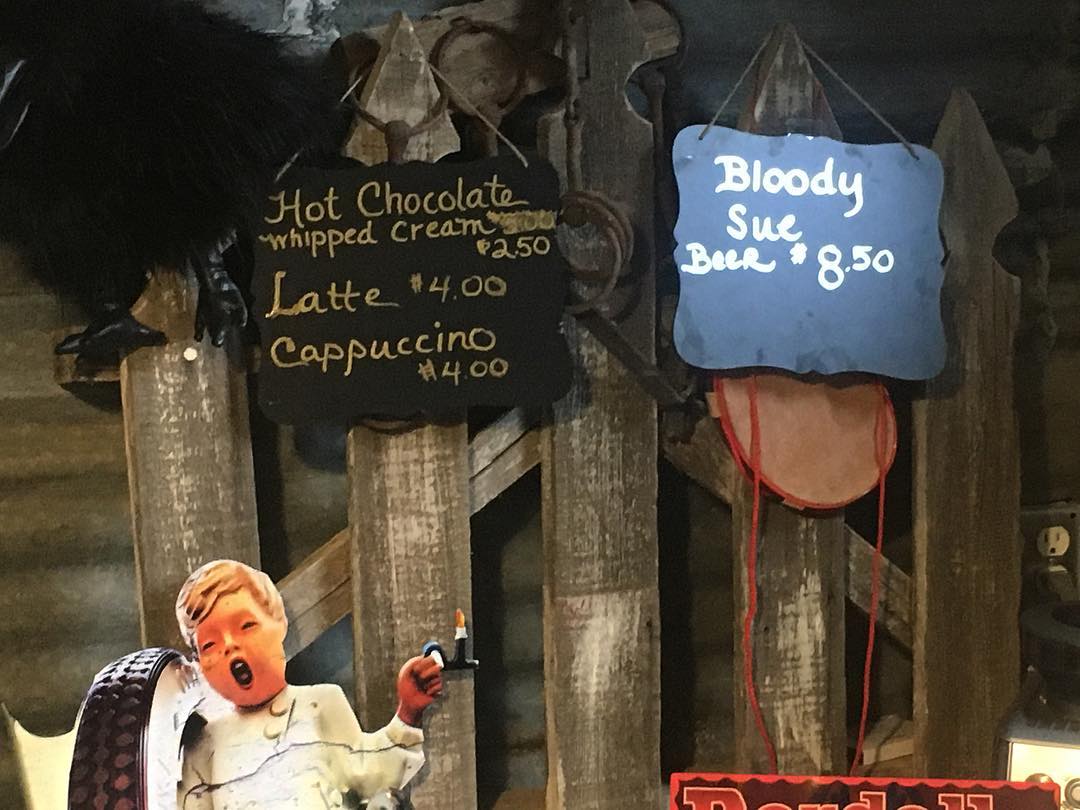 Hot Chocolate
whipped cream
$2.50
Latte $4.00
Cappuccino
$4.00
Bloody
Sue
Beer $8.50